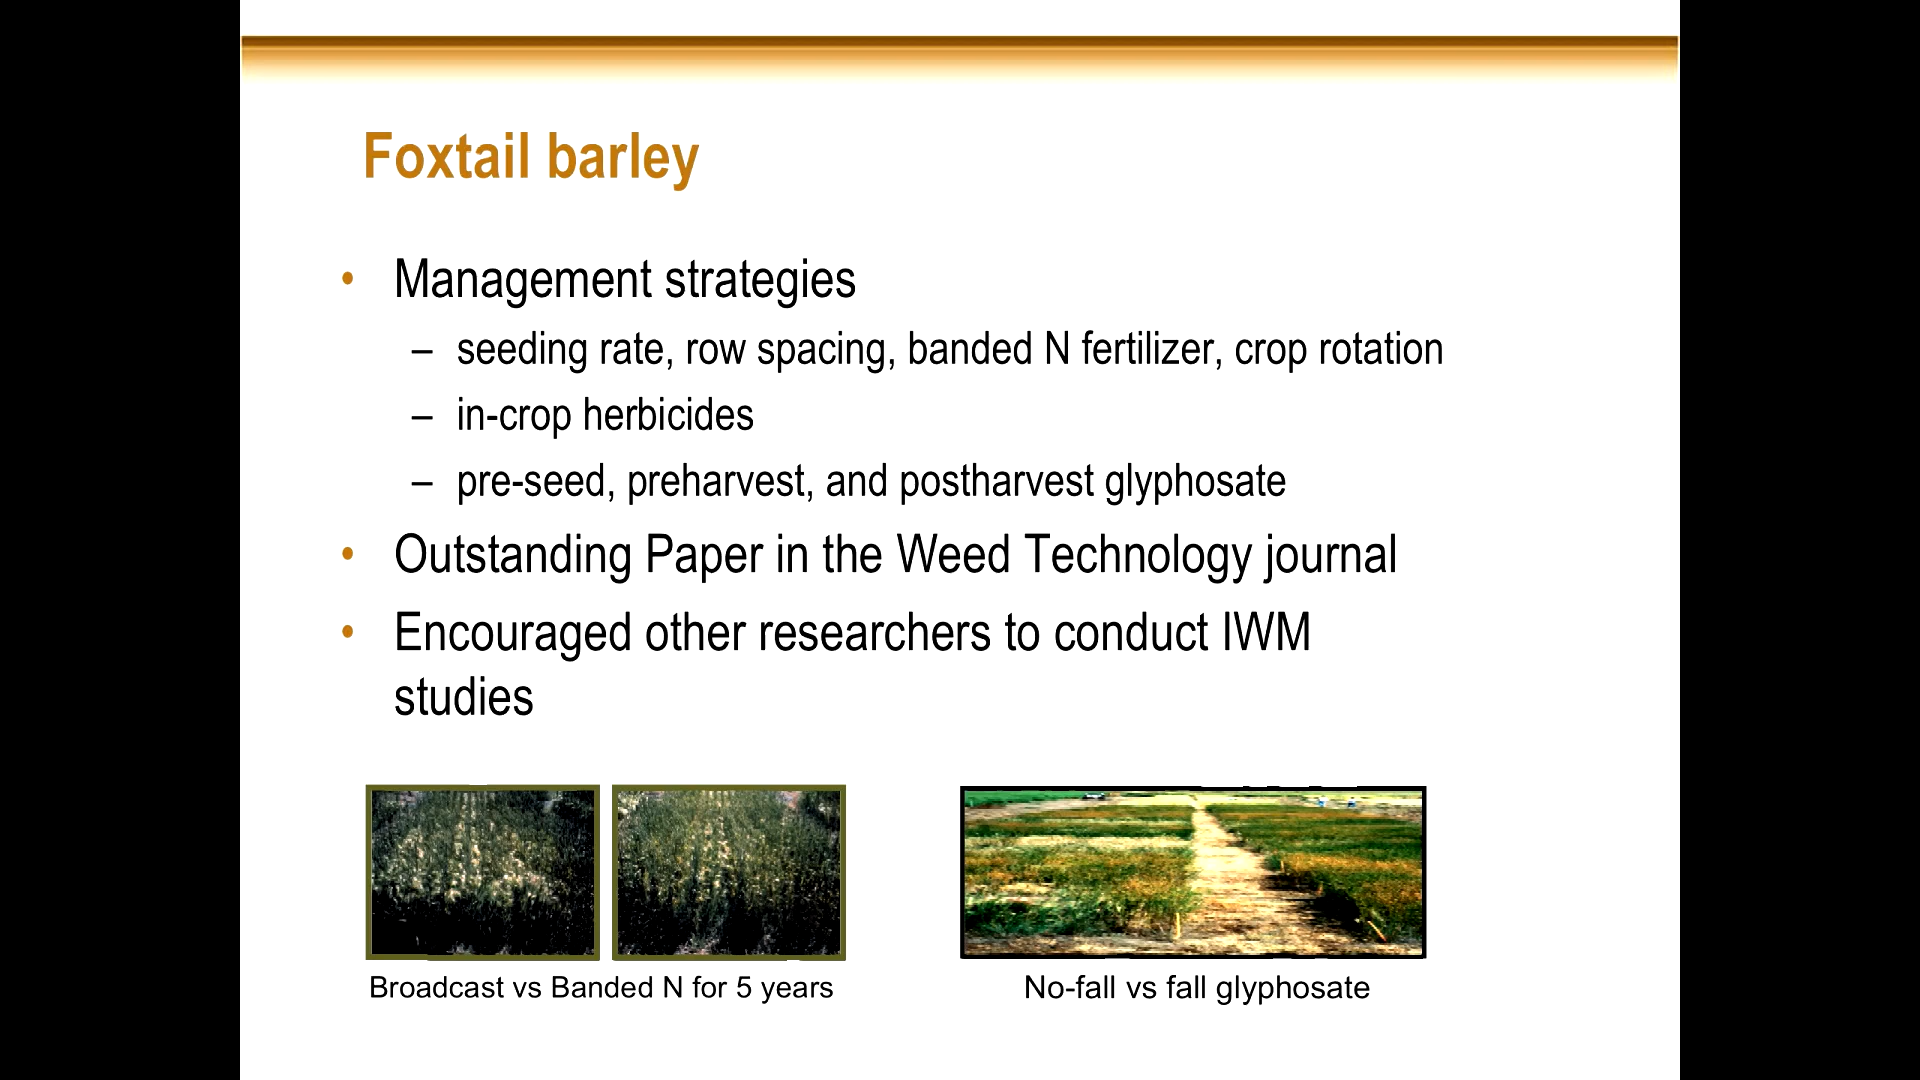 Foxtail barley
• Management strategies
– seeding rate, row spacing, banded N fertilizer, crop rotation
– in-crop herbicides
– pre-seed, preharvest, and postharvest glyphosate
• Outstanding Paper in the Weed Technology journal
• Encouraged other researchers to conduct IWM
studies
Broadcast vs Banded N for 5 years
No-fall vs fall glyphosate